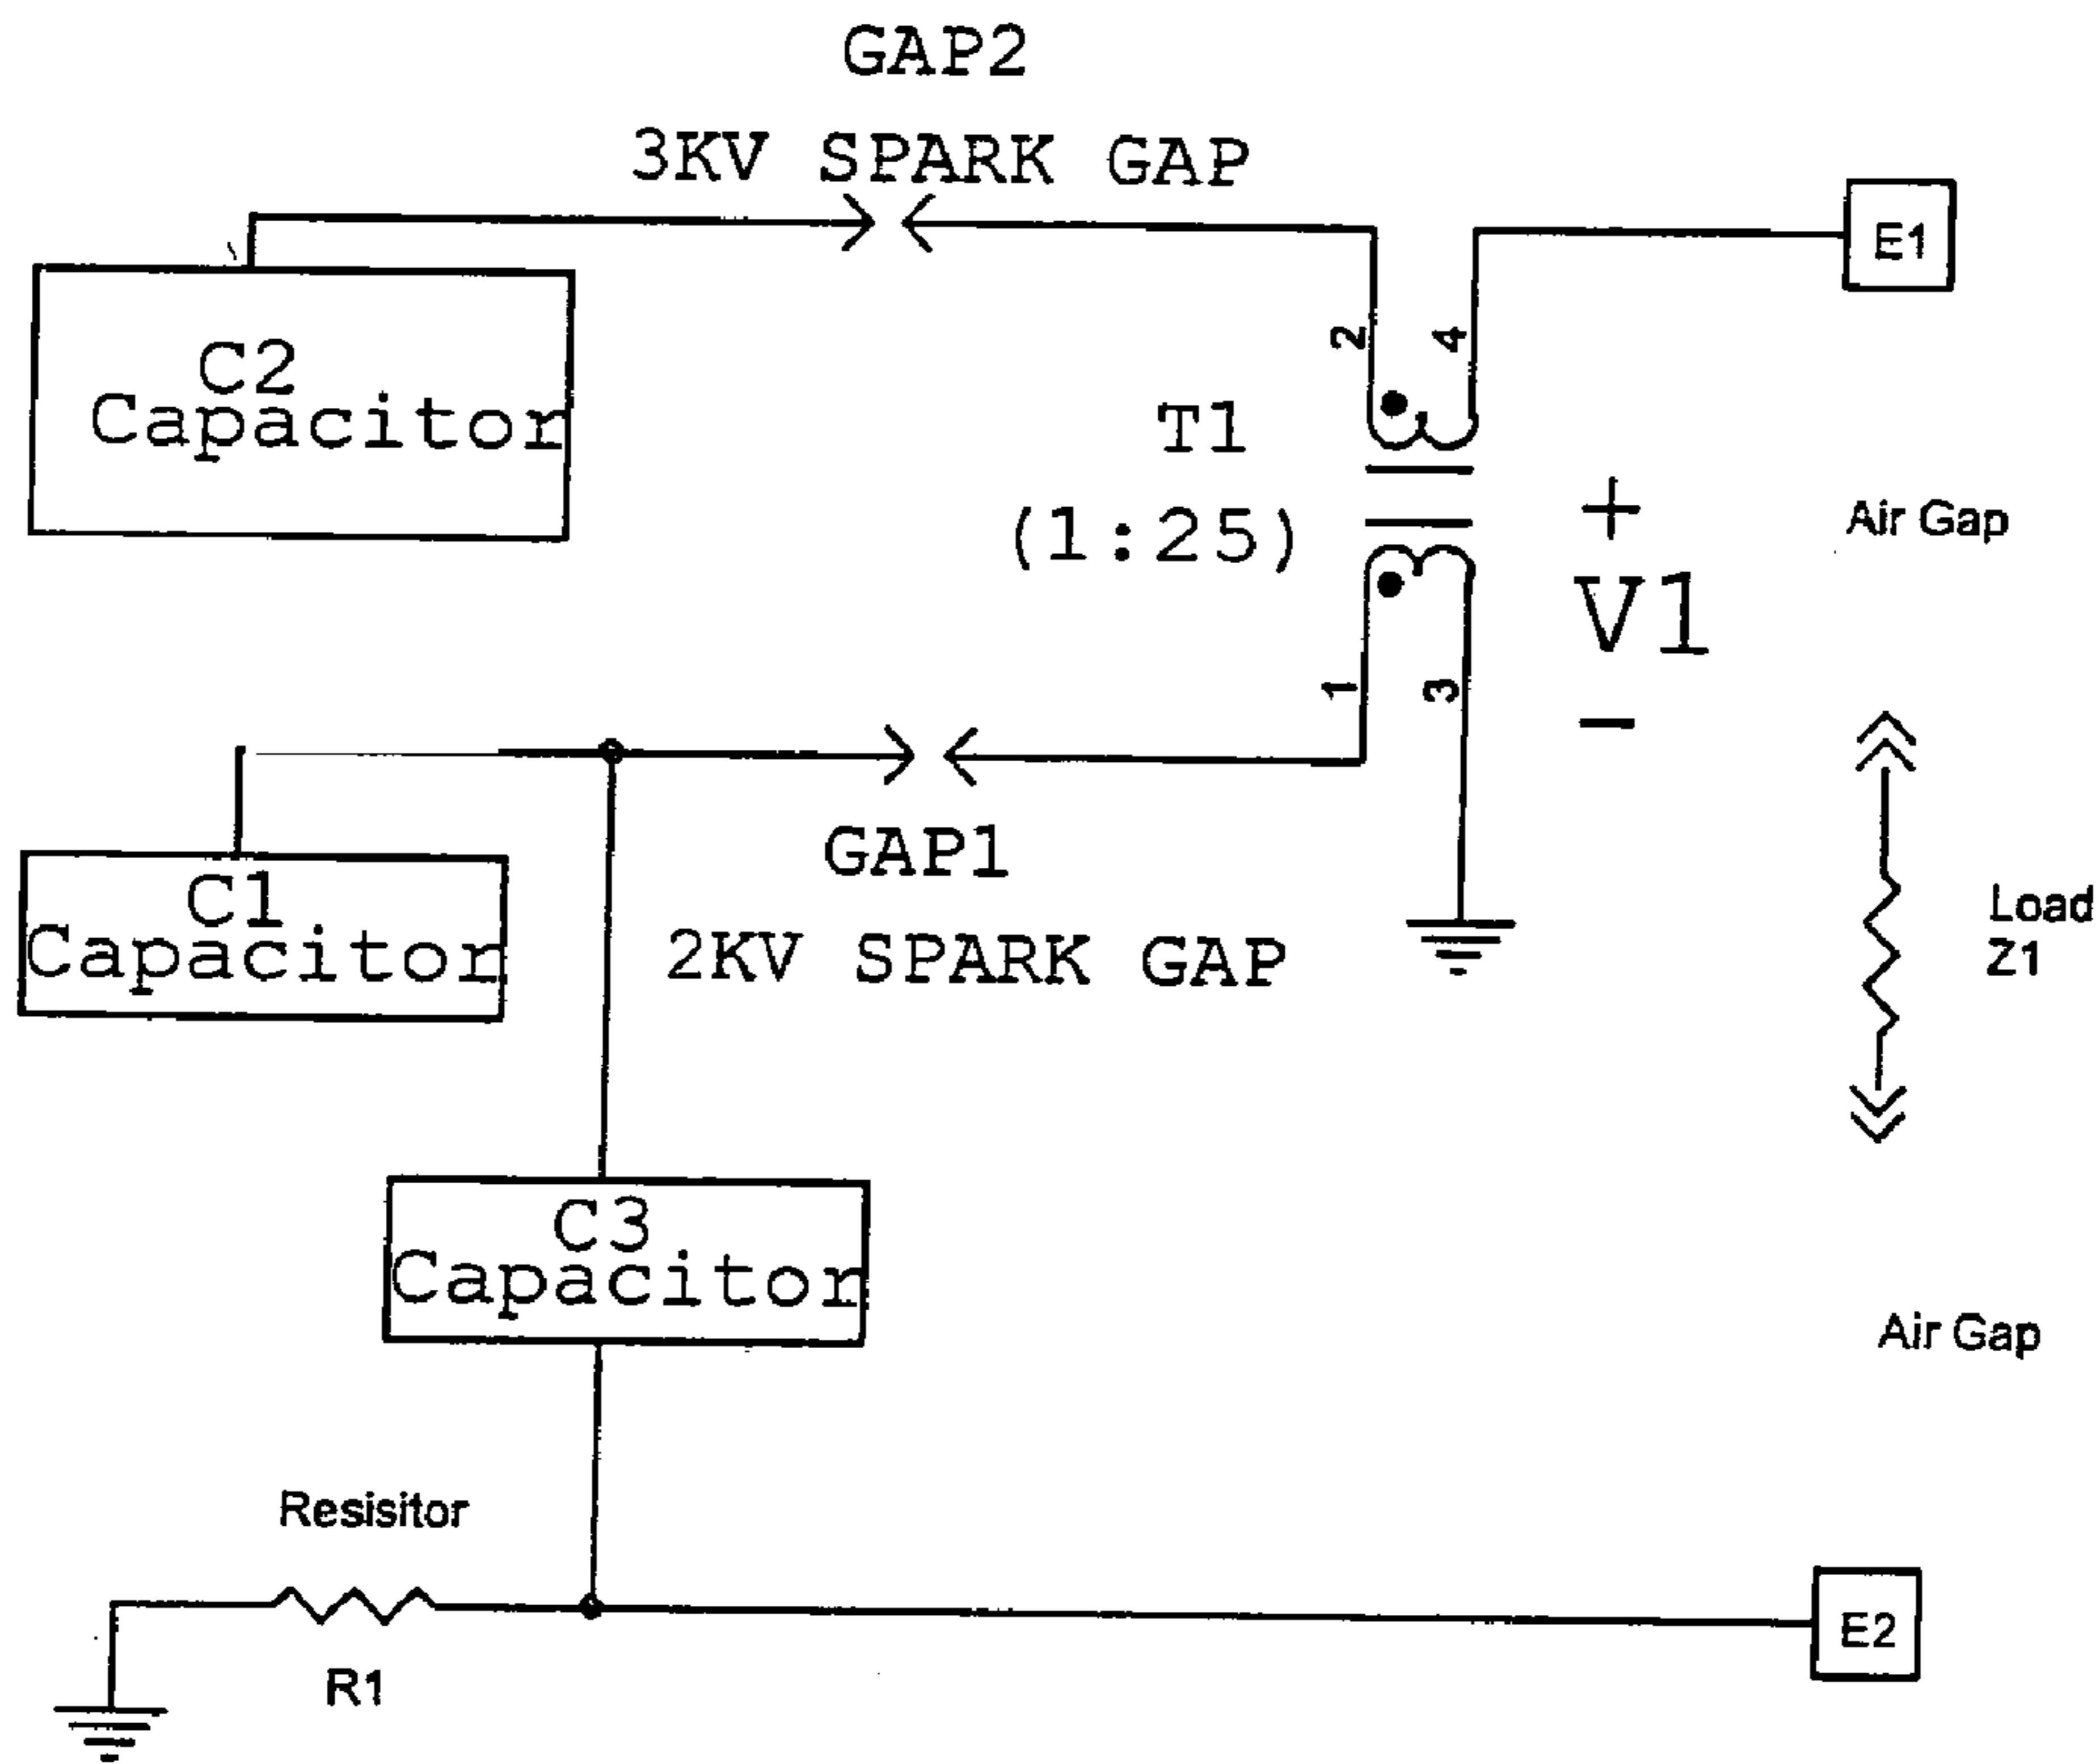 GAP2
3KV SPARK GAP
E1
C2
Capacitor
2
4
T1
(1:25)
+
V1
-
Air Gap
1
3
C1
Capacitor
GAP1
2KV SPARK GAP
Load
Z1
C3
Capacitor
Air Gap
Resisitor
R1
E2